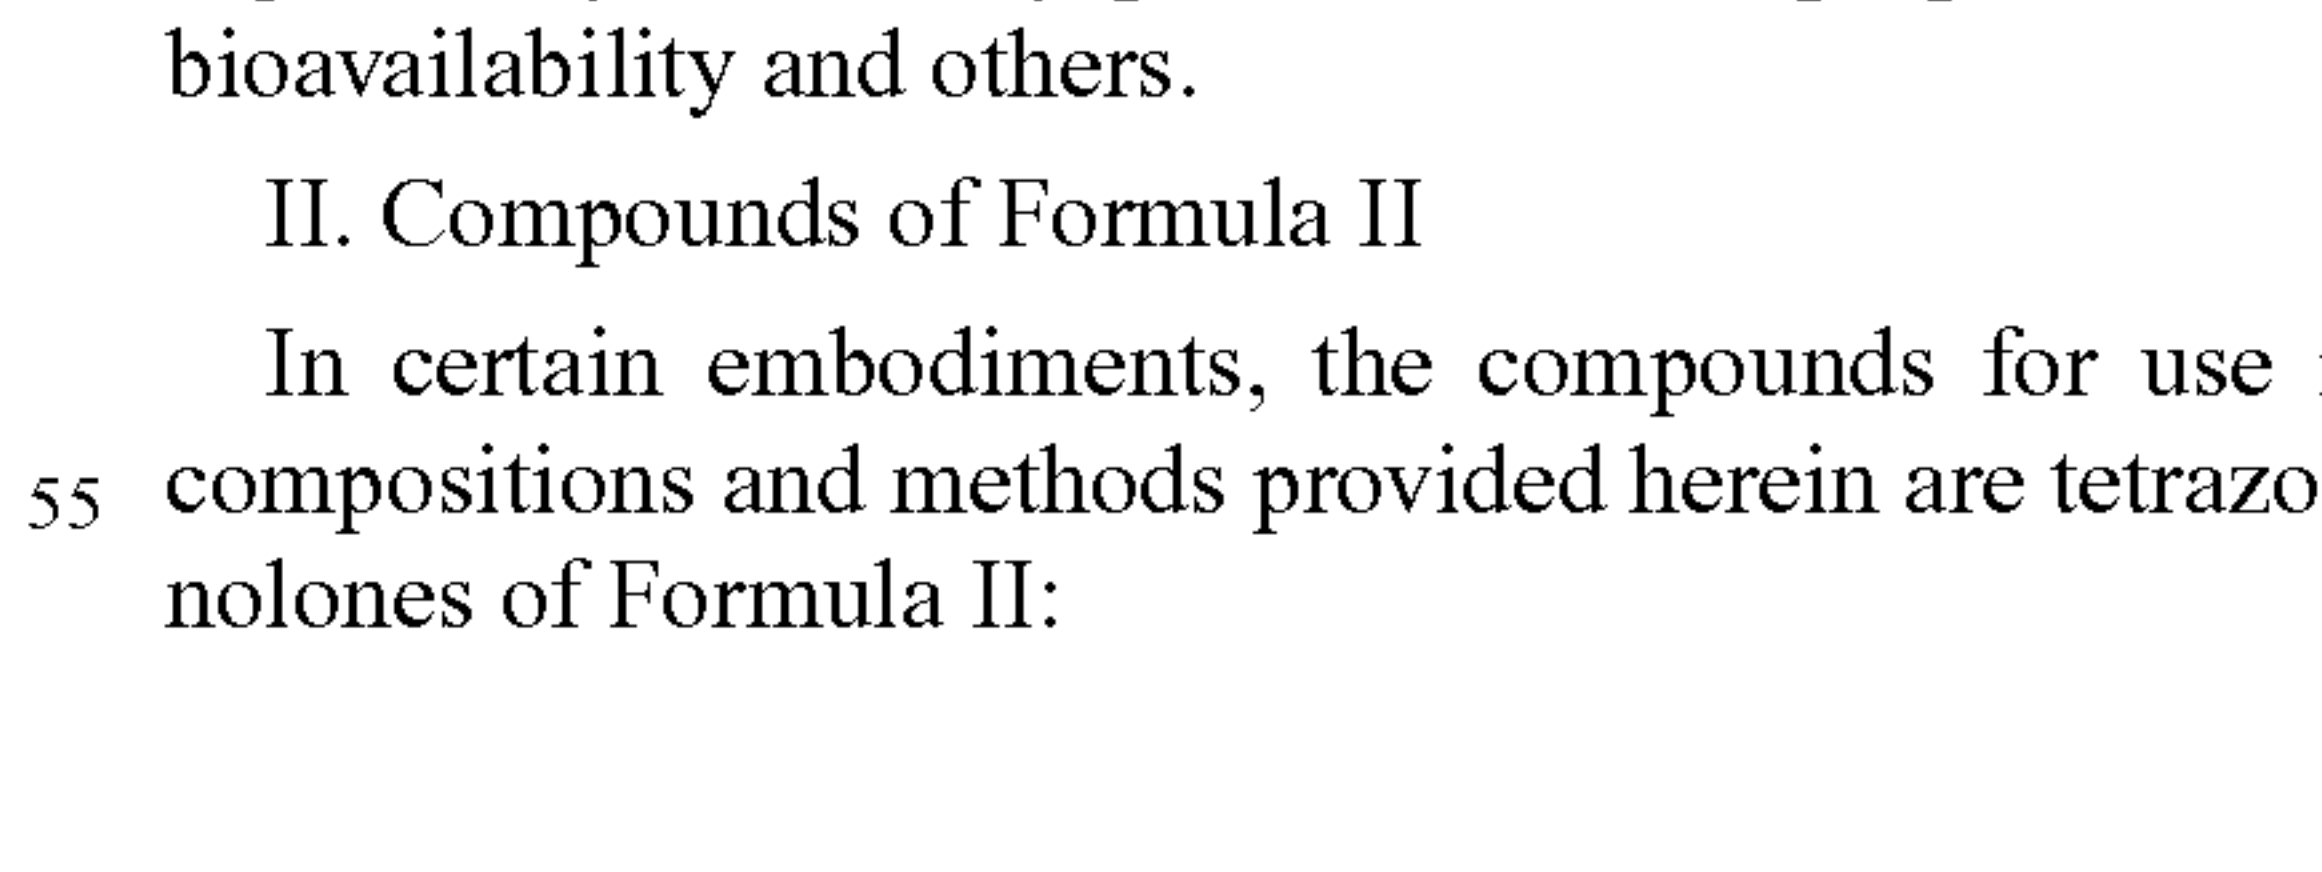 bioavailability and others.
II. Compounds of Formula II
In certain embodiments, the compounds for use
55 compositions and methods provided herein are tetrazo
nolones of Formula II: